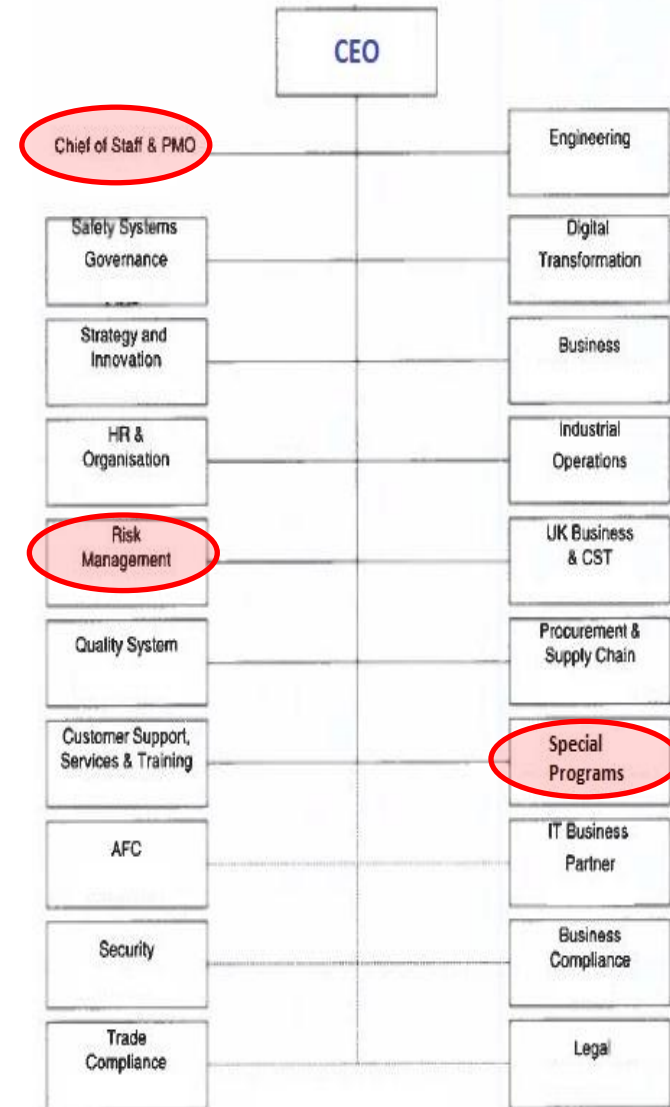 CEO
Chief of Staff & PMO
Engineering
Safety Systems
Governance
Digital
Transformation
Strategy and
Innovation
Business
HR &
Organisation
Industrial
Operations
Risk
Management
UK Business
& CST
Quality System
Procurement &
Supply Chain
Customer Support,
Services & Training
Special
Programs
AFC
IT Business
Partner
Security
Business
Compliance
Trade
Compliance
Legal